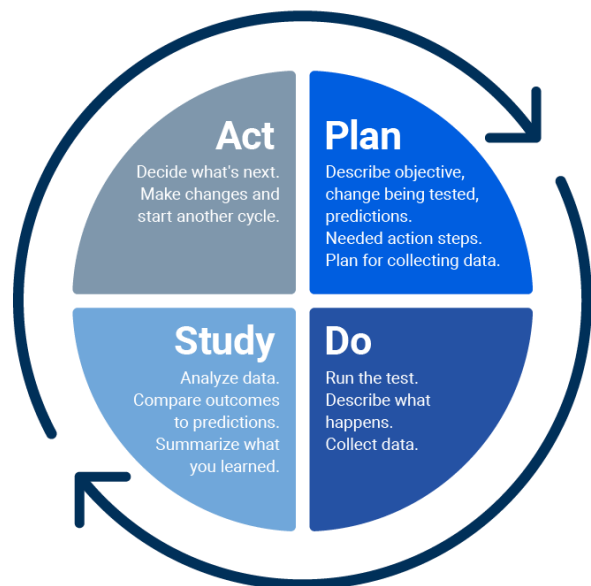 Act
Decide what's next.
Make changes and
start another cycle.
Plan
Describe objective,
change being tested,
predictions.
Needed action steps.
Plan for collecting data.
Study
Analyze data.
Compare outcomes
to predictions.
Summarize what
you learned.
Do
Run the test.
Describe what
happens.
Collect data.